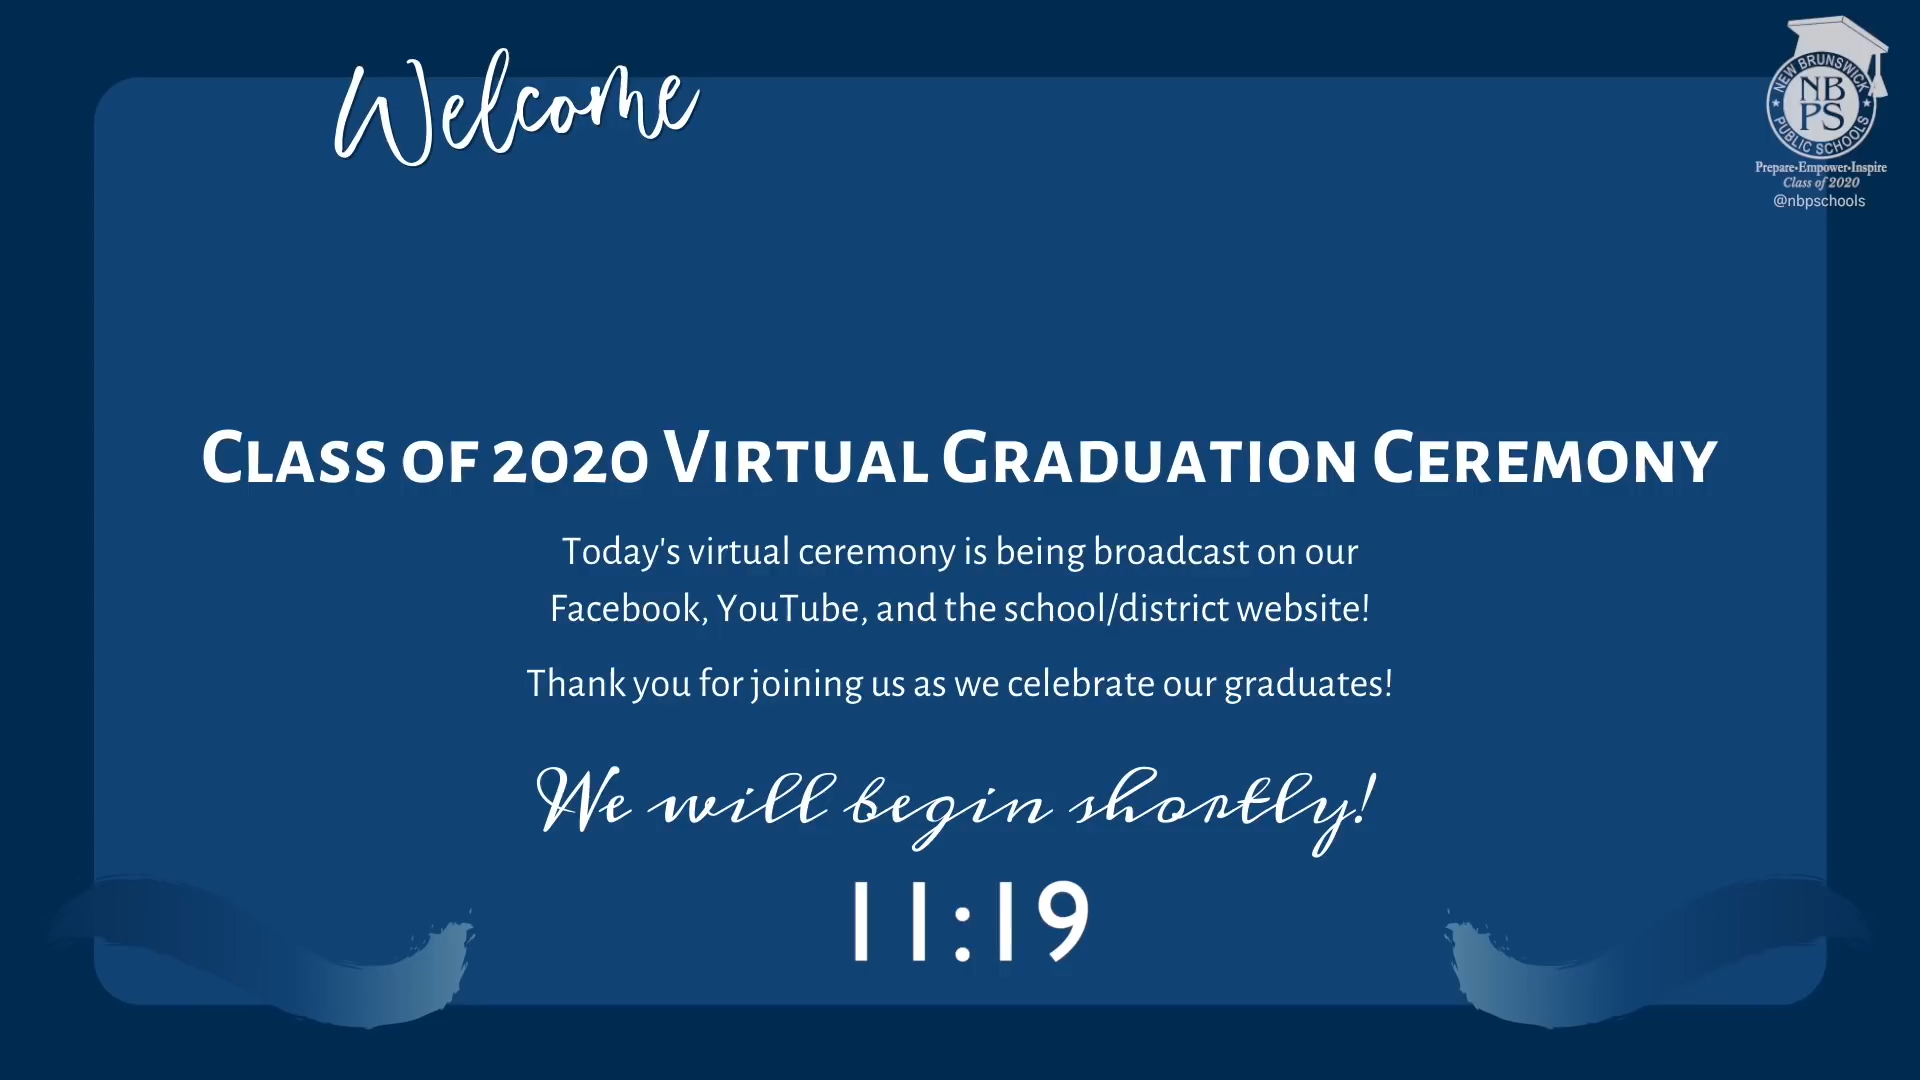 Welcome
NEW BRUNSWICK
NB
PS
PUBLIC SCHOOLS
Prepare•Empower•Inspire
Class of 2020
@nbpschools
Class of 2020 Virtual Graduation Ceremony
Today's virtual ceremony is being broadcast on our
Facebook, YouTube, and the school/district website!
Thank you for joining us as we celebrate our graduates!
We will begin shortly!
11:19